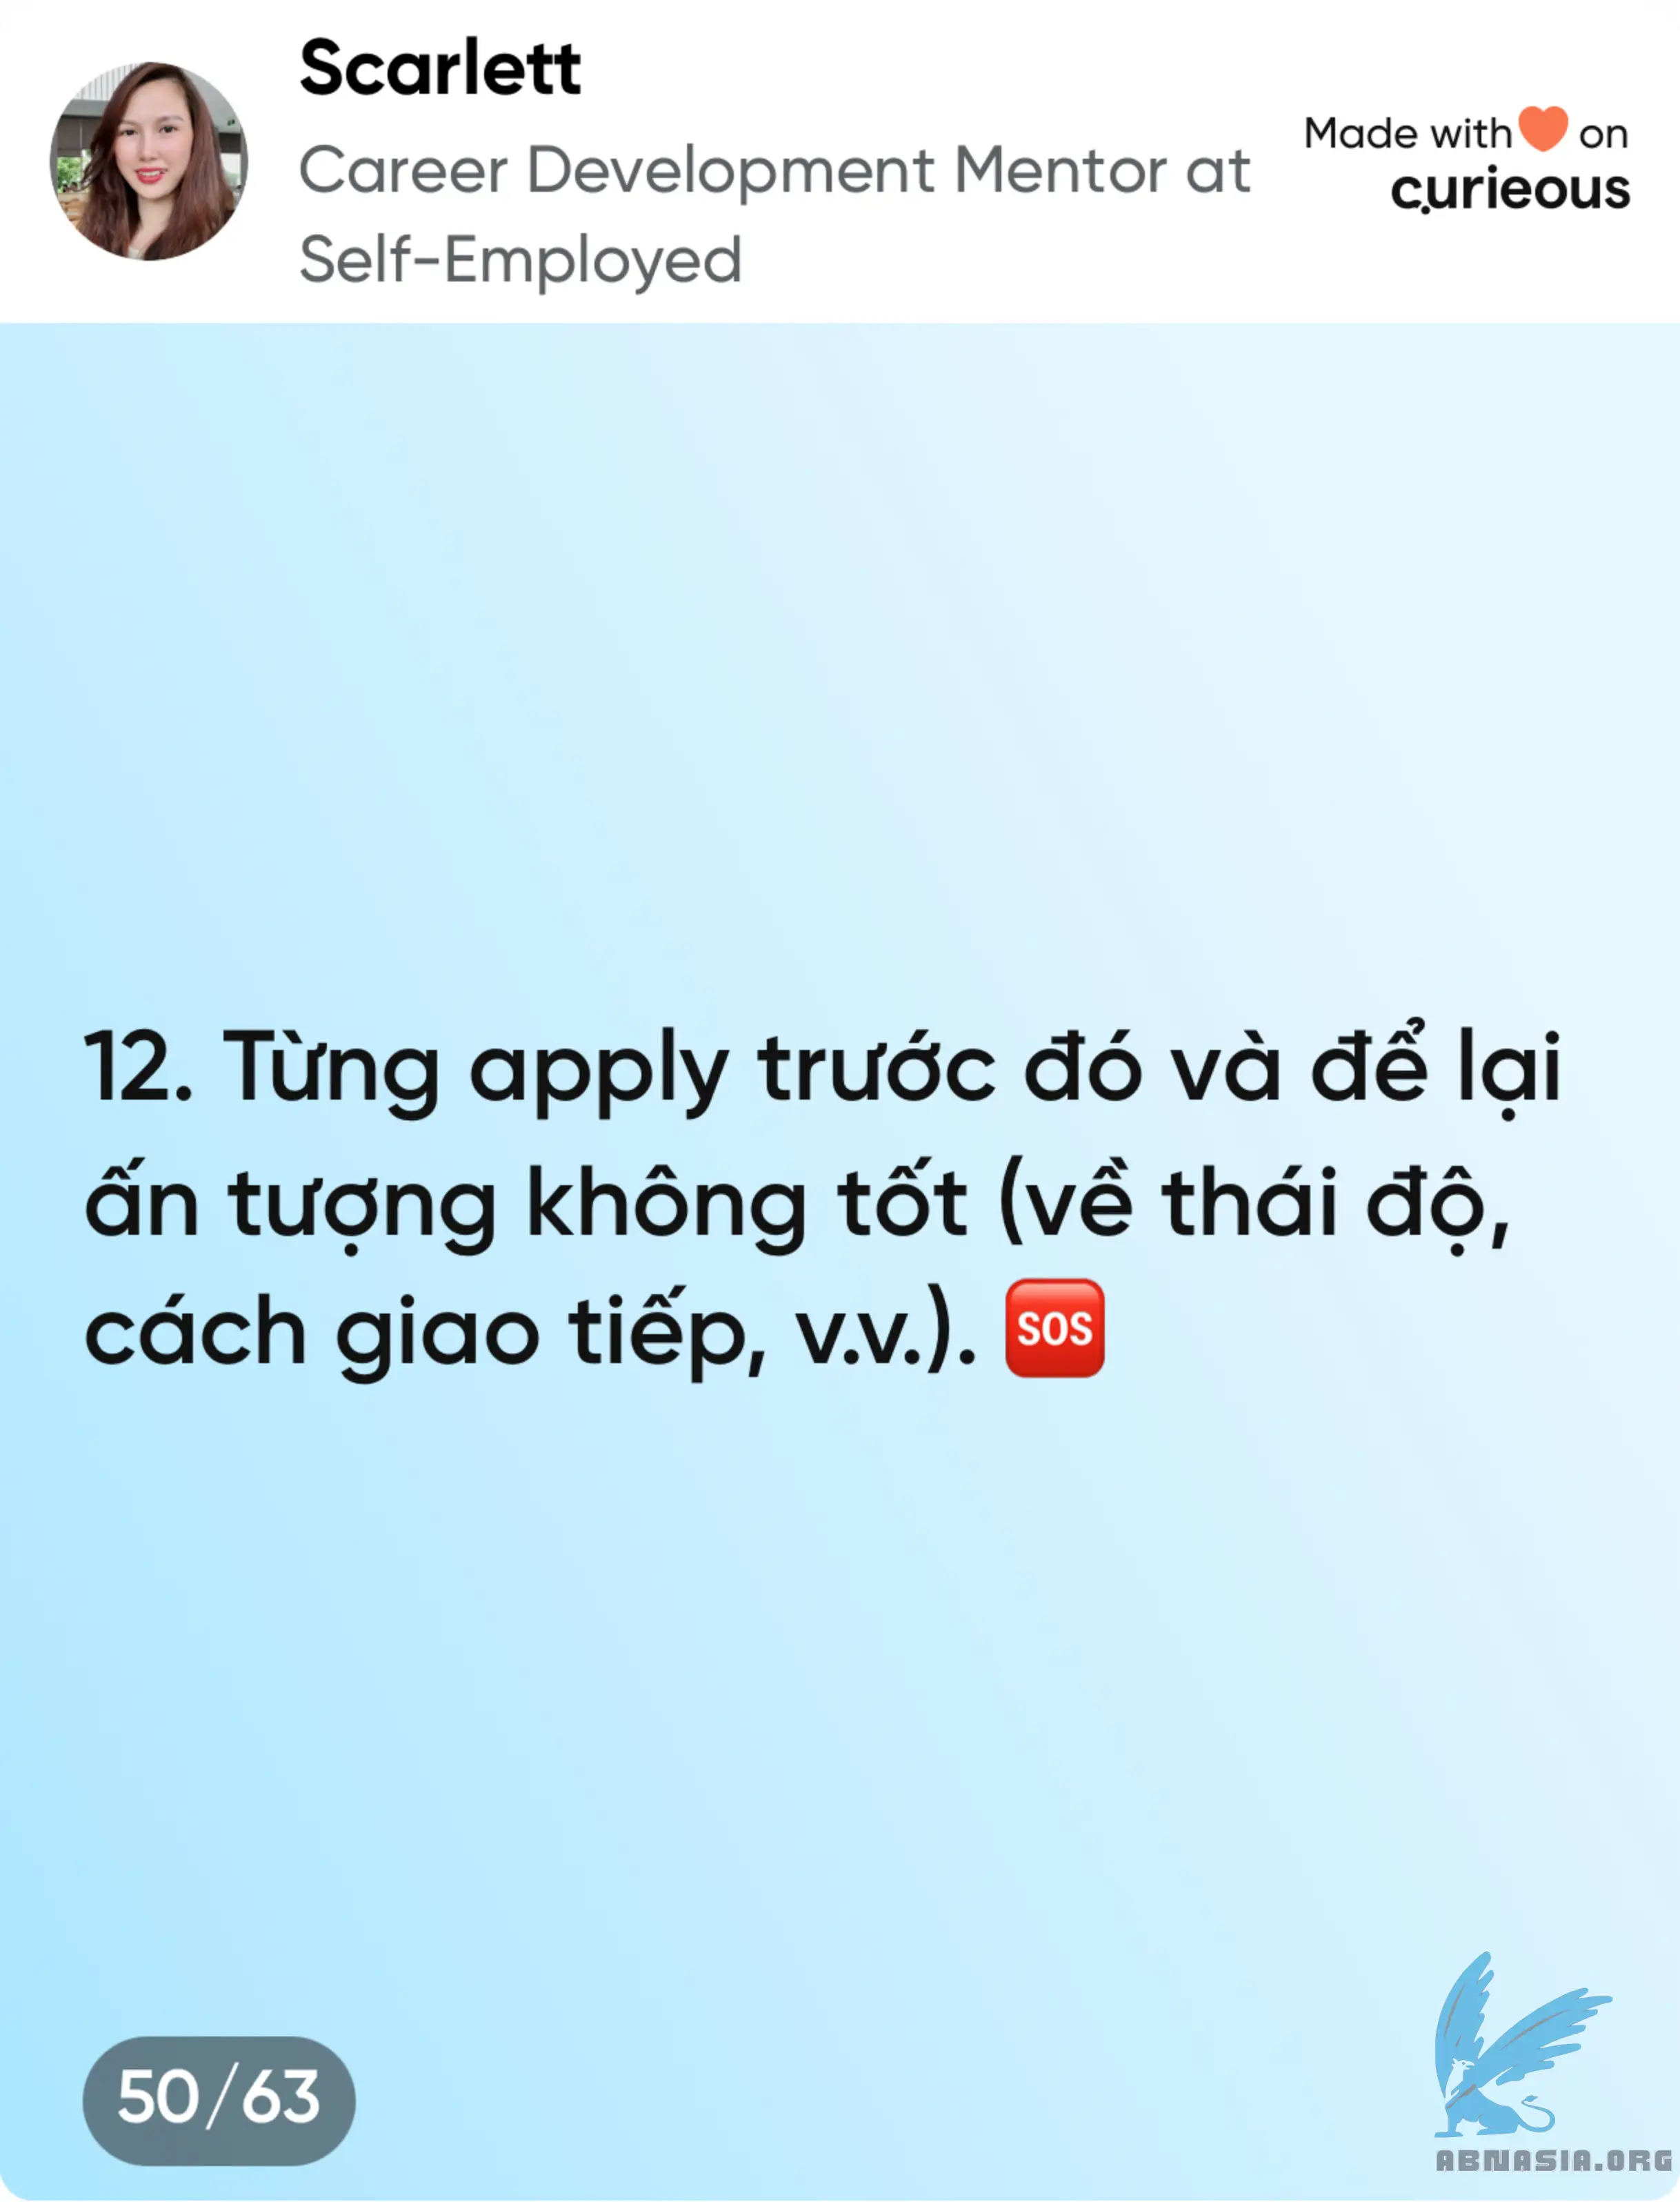 Scarlett
Career Development Mentor at
Self-Employed
Made with🧡 on
curieous
12. Từng apply trước đó và để lại
ấn tượng không tốt (về thái độ,
cách giao tiếp, v.v.). 🆘
50/63
ABNASIA.ORG